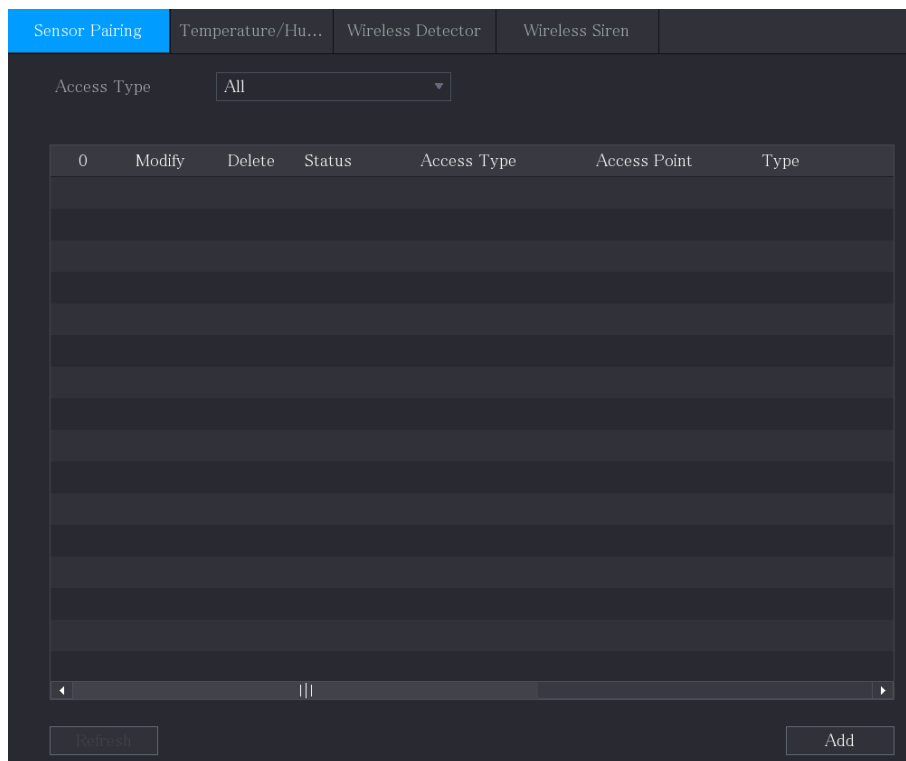 Sensor Pairing Temperature/Hu... Wireless Detector Wireless Siren
Access Type All
0 Modify Delete Status Access Type Access Point Type
Refresh Add